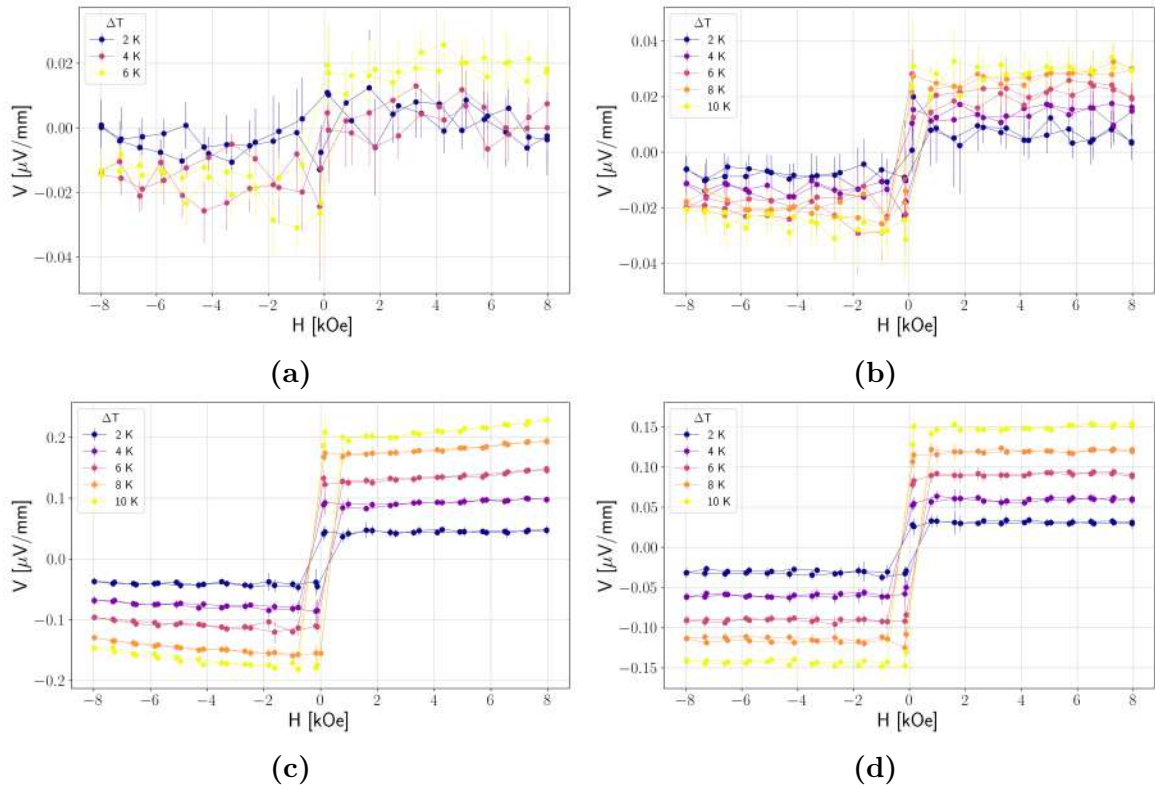 ΔT
2 K
4 K
6 K
V [μV/mm]
0.02
0.00
−0.02
−0.04
−8 −6 −4 −2 0 2 4 6 8
H [kOe]
(a)
ΔT
2 K
4 K
6 K
8 K
10 K
V [μV/mm]
0.04
0.02
0.00
−0.02
−0.04
−8 −6 −4 −2 0 2 4 6 8
H [kOe]
(b)
ΔT
2 K
4 K
6 K
8 K
10 K
V [μV/mm]
0.2
0.1
0.0
−0.1
−0.2
−8 −6 −4 −2 0 2 4 6 8
H [kOe]
(c)
ΔT
2 K
4 K
6 K
8 K
10 K
V [μV/mm]
0.15
0.10
0.05
0.00
−0.05
−0.10
−0.15
−8 −6 −4 −2 0 2 4 6 8
H [kOe]
(d)